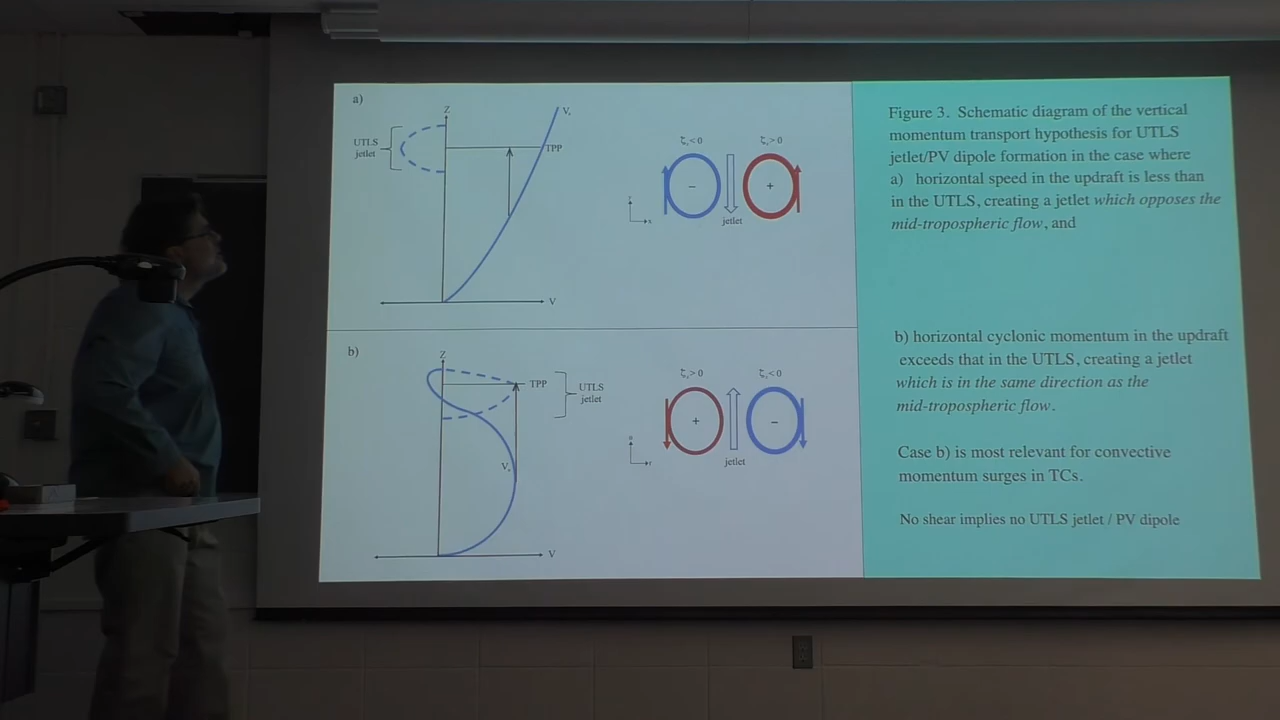 a)
Z
V
UTLS
jetlet
TPP
V
ζ < 0
ζ > 0
−
+
jetlet
x
b)
Z
TPP
UTLS
jetlet
V
V
ζ > 0
ζ < 0
+
−
jetlet
r
Figure 3. Schematic diagram of the vertical
momentum transport hypothesis for UTLS
jetlet/PV dipole formation in the case where
a) horizontal speed in the updraft is less than
in the UTLS, creating a jetlet which opposes the
mid-tropospheric flow, and
b) horizontal cyclonic momentum in the updraft
exceeds that in the UTLS, creating a jetlet
which is in the same direction as the
mid-tropospheric flow.
Case b) is most relevant for convective
momentum surges in TCs.
No shear implies no UTLS jetlet / PV dipole